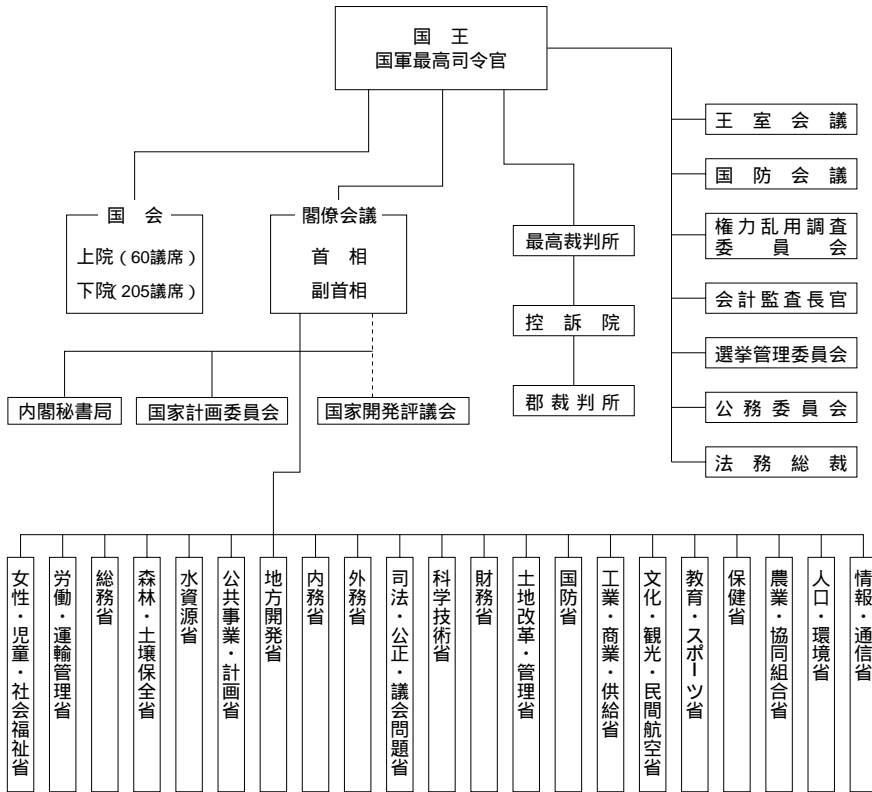 国 王
国軍最高司令官
王 室 会 議
国 防 会 議
権力乱用調査
委 員 会
会計監査長官
選挙管理委員会
公 務 委 員 会
法 務 総 裁
国 会
上院(60議席)
下院(205議席)
閣僚会議
首 相
副首相
最高裁判所
控 訴 院
郡 裁 判 所
内閣秘書局
国家計画委員会
国家開発評議会
女性・児童・社会福祉省
労働・運輸管理省
総務省
森林・土壌保全省
水資源省
公共事業・計画省
地方開発省
内務省
外務省
司法・公正・議会問題省
科学技術省
財務省
土地改革・管理省
国防省
工業・商業・供給省
文化・観光・民間航空省
教育・スポーツ省
保健省
農業・協同組合省
人口・環境省
情報・通信省